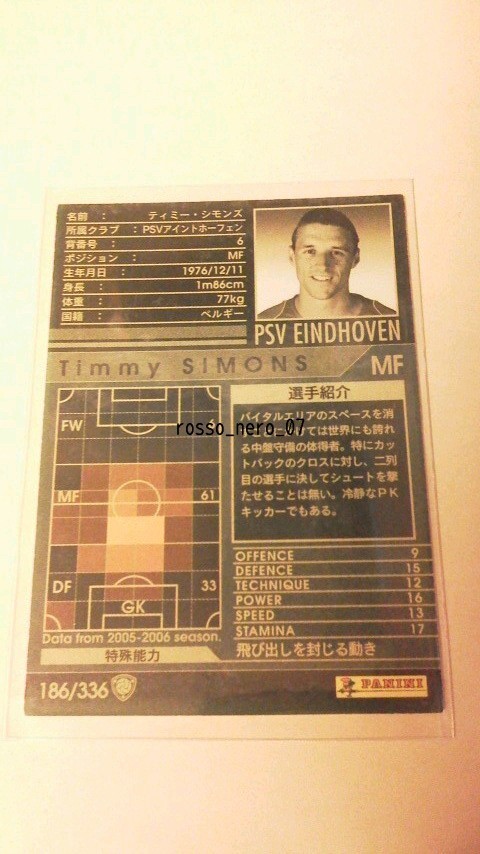 名前 : ティミー・シモンズ
所属クラブ : PSVアイントホーフェン
背番号 : 6
ポジション : MF
生年月日 : 1976/12/11
身長 : 1m86cm
体重 : 77kg
国籍 : ベルギー
PSV EINDHOVEN
Timmy SIMONS MF
FW
MF 61
DF 33
GK
Data from 2005-2006 season.
選手紹介
バイタルエリアのスペースを消
すことにかけては世界にも誇れ
る中盤守備の体得者。特にカッ
トバックのクロスに対し、二列
目の選手に決してシュートを撃
たせることは無い。冷静なPK
キッカーでもある。
rosso_nero_07
OFFENCE 9
DEFENCE 15
TECHNIQUE 12
POWER 16
SPEED 13
STAMINA 17
特殊能力 飛び出しを封じる動き
186/336 PANINI